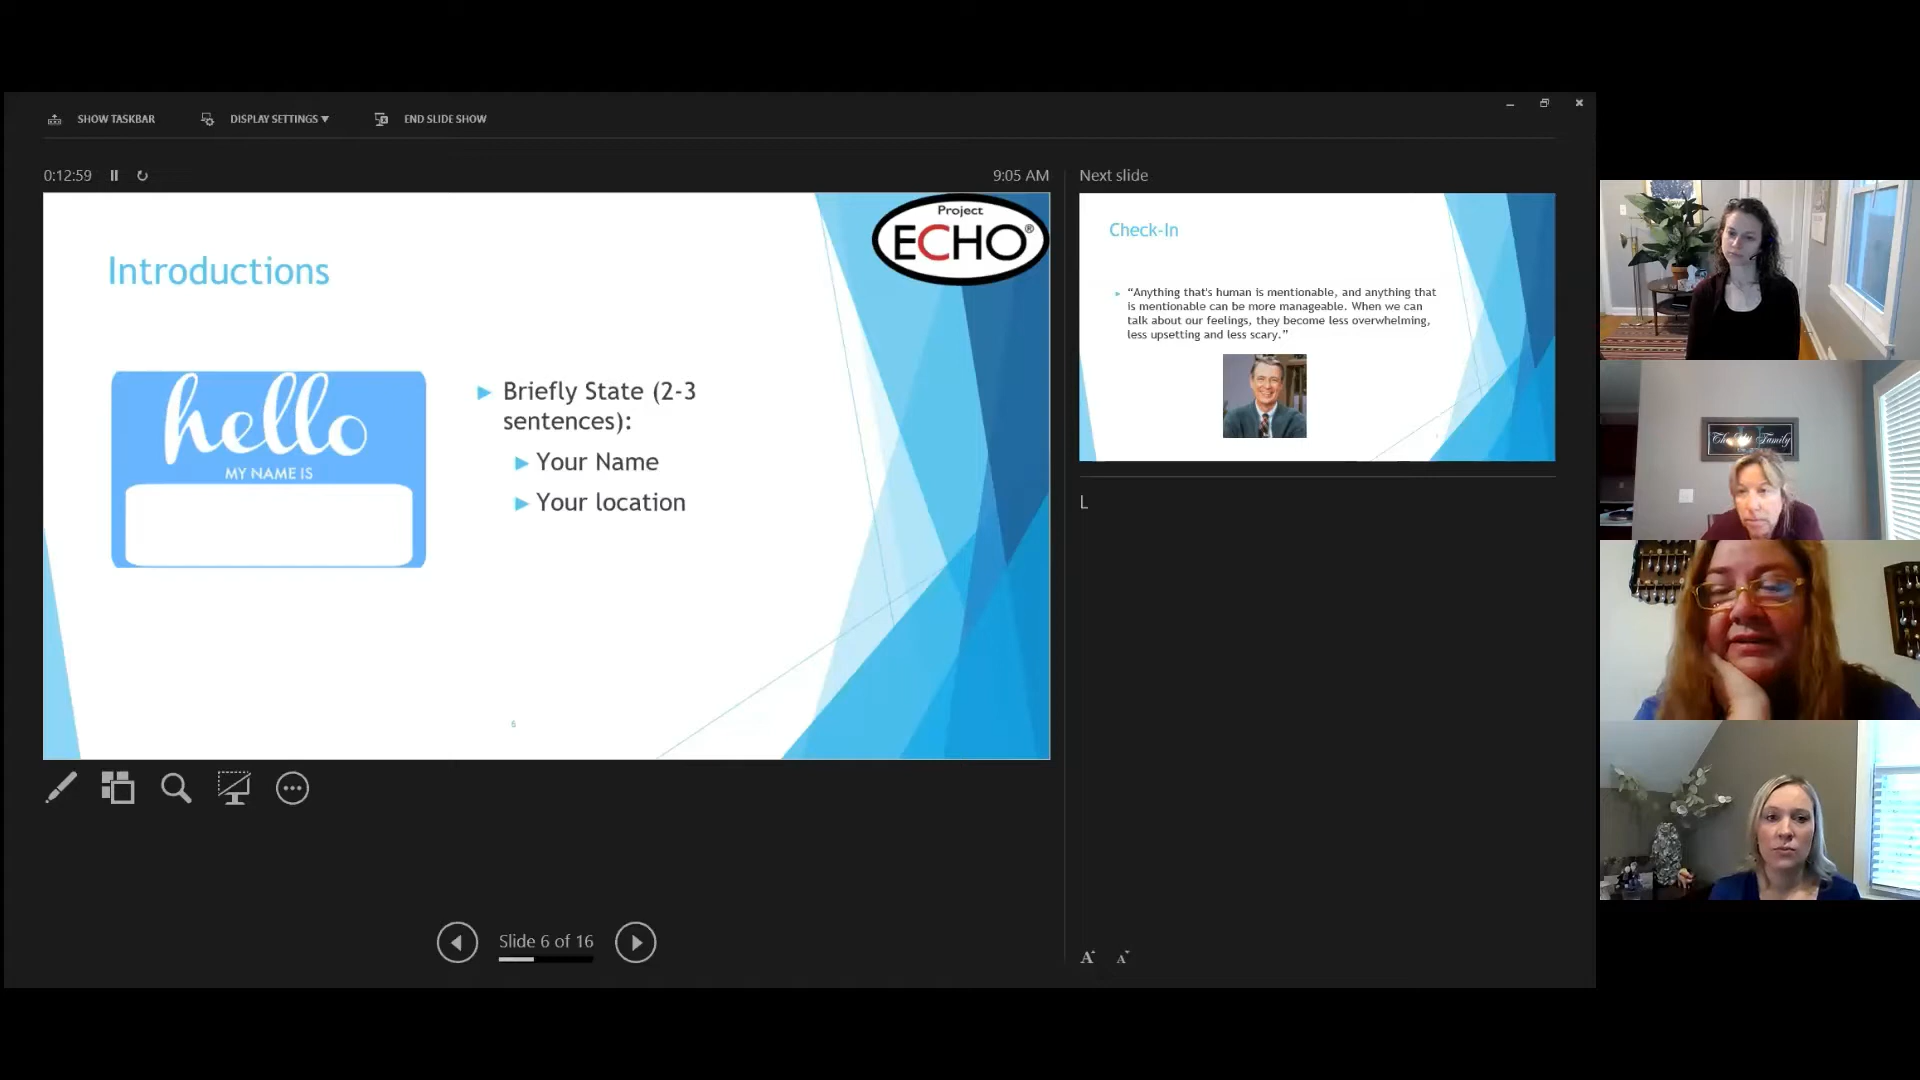 SHOW TASKBAR
DISPLAY SETTINGS
END SLIDE SHOW
0:12:59
9:05 AM
Project
ECHO®
Introductions
hello
MY NAME IS
Briefly State (2-3
sentences):
Your Name
Your location
6
Slide 6 of 16
Next slide
Check-In
“Anything that's human is mentionable, and anything that
is mentionable can be more manageable. When we can
talk about our feelings, they become less overwhelming,
less upsetting and less scary.”
L
A
A
The
Family